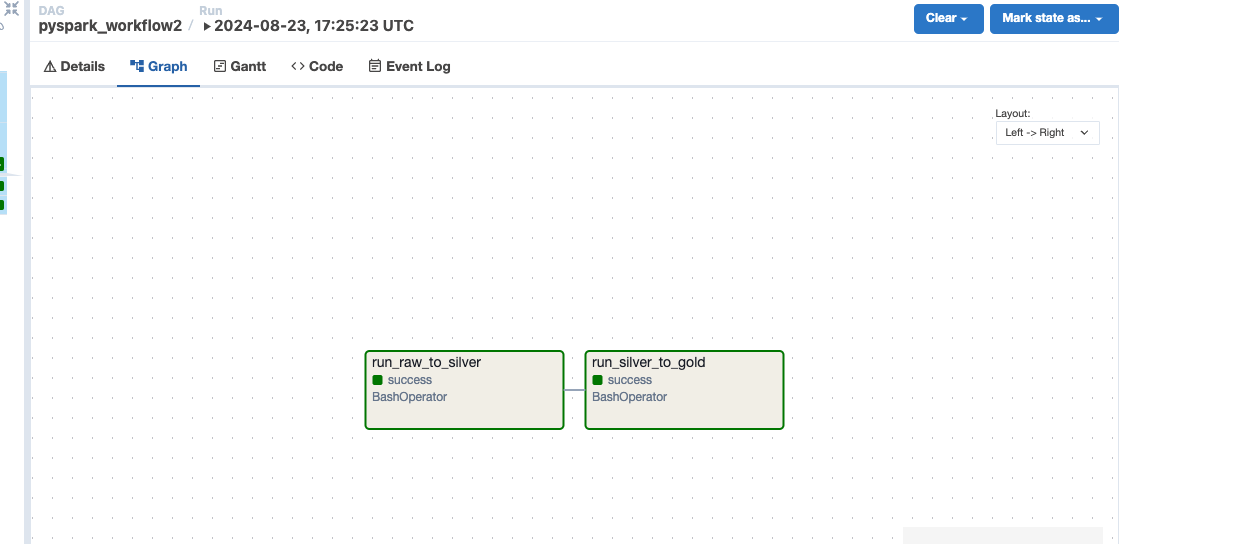 DAG
Run
pyspark_workflow2 / 2024-08-23, 17:25:23 UTC
Clear
Mark state as...
Details
Graph
Gantt
Code
Event Log
Layout:
Left -> Right
run_raw_to_silver
success
BashOperator
run_silver_to_gold
success
BashOperator